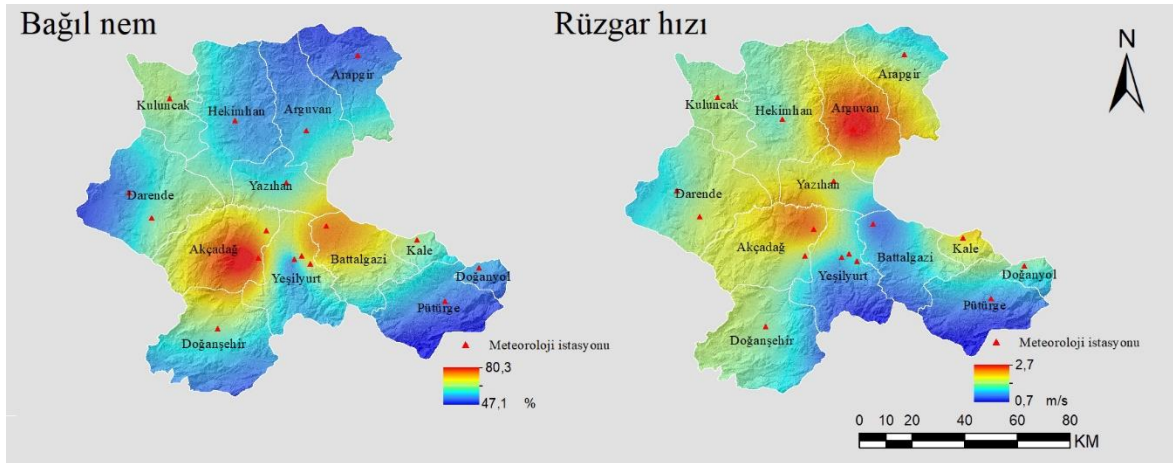 Bağıl nem
Arapgir
Kuluncak
Hekimhan
Arguvan
Yazıhan
Darende
Akçadağ
Battalgazi
Kale
Yeşilyurt
Doğanyol
Pütürge
Doğanşehir
Meteoroloji istasyonu
80,3
47,1 %
Rüzgar hızı
N
Arapgir
Kuluncak
Hekimhan
Arguvan
Yazıhan
Darende
Akçadağ
Battalgazi
Kale
Yeşilyurt
Doğanyol
Pütürge
Doğanşehir
Meteoroloji istasyonu
2,7
0,7 m/s
0 10 20 40 60 80
KM